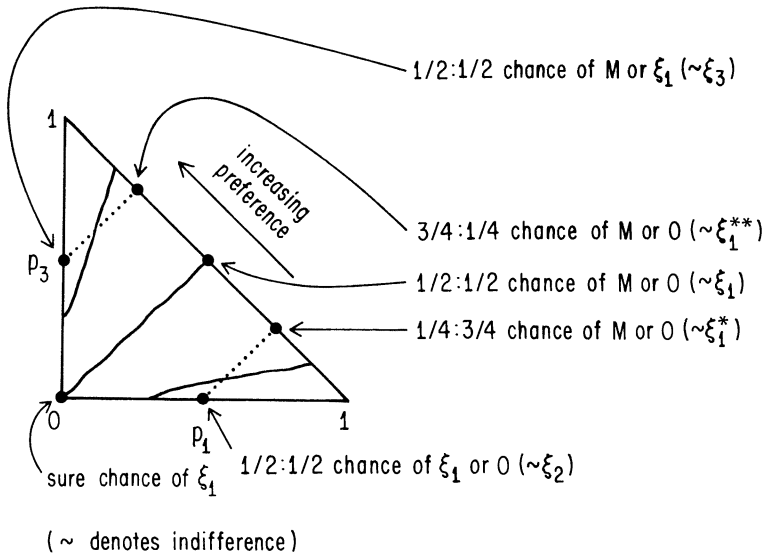 1/2:1/2 chance of M or ξ₁ (~ξ₃)
1
increasing
preference
3/4:1/4 chance of M or 0 (~ξ₁**)
p₃
1/2:1/2 chance of M or 0 (~ξ₁)
1/4:3/4 chance of M or 0 (~ξ₁*)
0
p₁
1
1/2:1/2 chance of ξ₁ or 0 (~ξ₂)
sure chance of ξ₁
(~ denotes indifference)